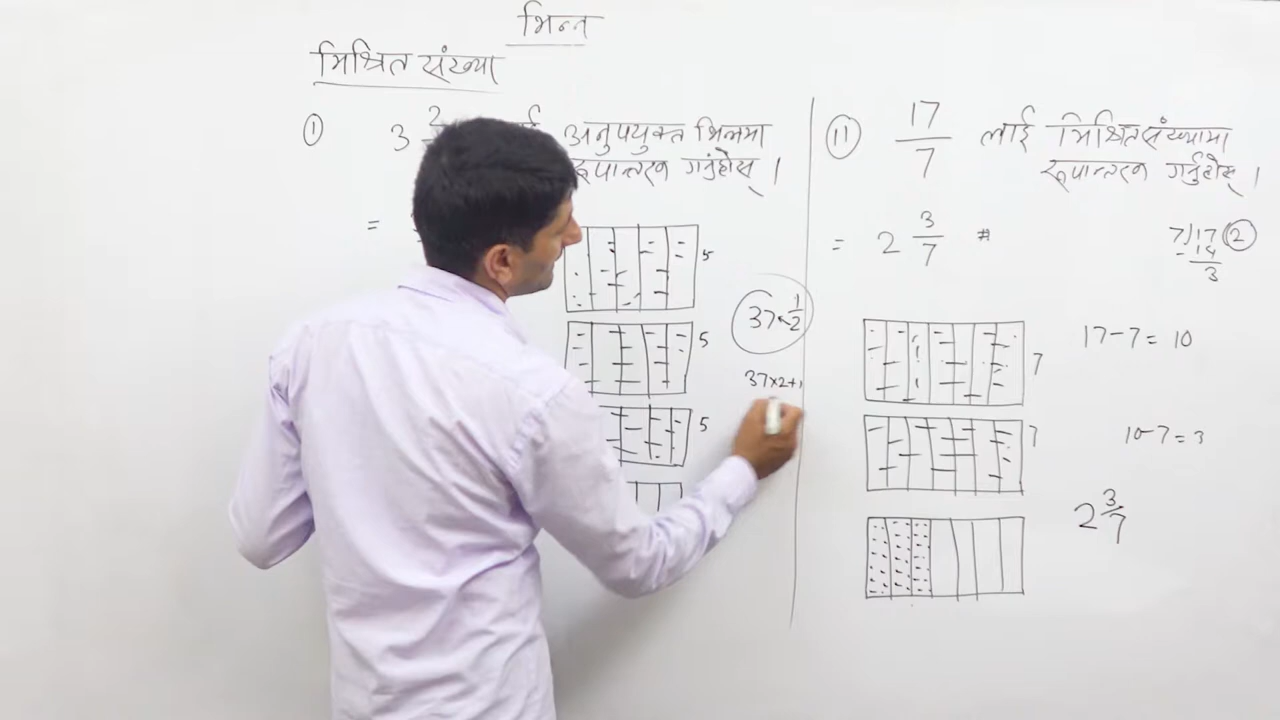 भिन्न
मिश्रित संख्या
① 3 2 अनुपयुक्त भिन्नमा
रूपान्तरण गर्नुहोस् ।
=
5
5
5
37 1/2
37×2+1
⑪ 17/7 लाई मिश्रित संख्यामा
रूपान्तरण गर्नुहोस् ।
= 2 3/7 #
7)17(2
-14
3
7
17-7= 10
7
10-7=3
2 3/7